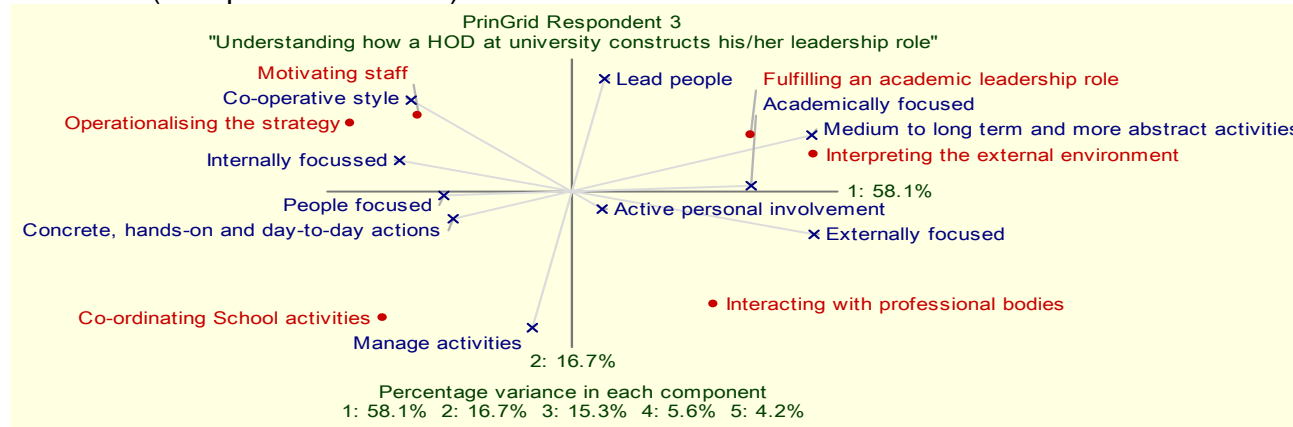 PrinGrid Respondent 3
"Understanding how a HOD at university constructs his/her leadership role"
Motivating staff
Lead people
Fulfilling an academic leadership role
Co-operative style
Academically focused
Operationalising the strategy
Medium to long term and more abstract activities
Internally focussed
Interpreting the external environment
1: 58.1%
People focused
Active personal involvement
Concrete, hands-on and day-to-day actions
Externally focused
Interacting with professional bodies
Co-ordinating School activities
Manage activities
2: 16.7%
Percentage variance in each component
1: 58.1% 2: 16.7% 3: 15.3% 4: 5.6% 5: 4.2%